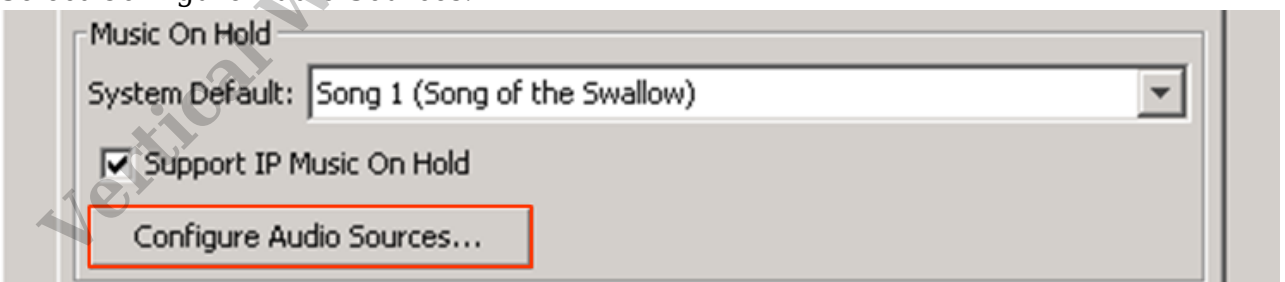 Music On Hold
System Default: Song 1 (Song of the Swallow)
Support IP Music On Hold
Configure Audio Sources...
Vertical